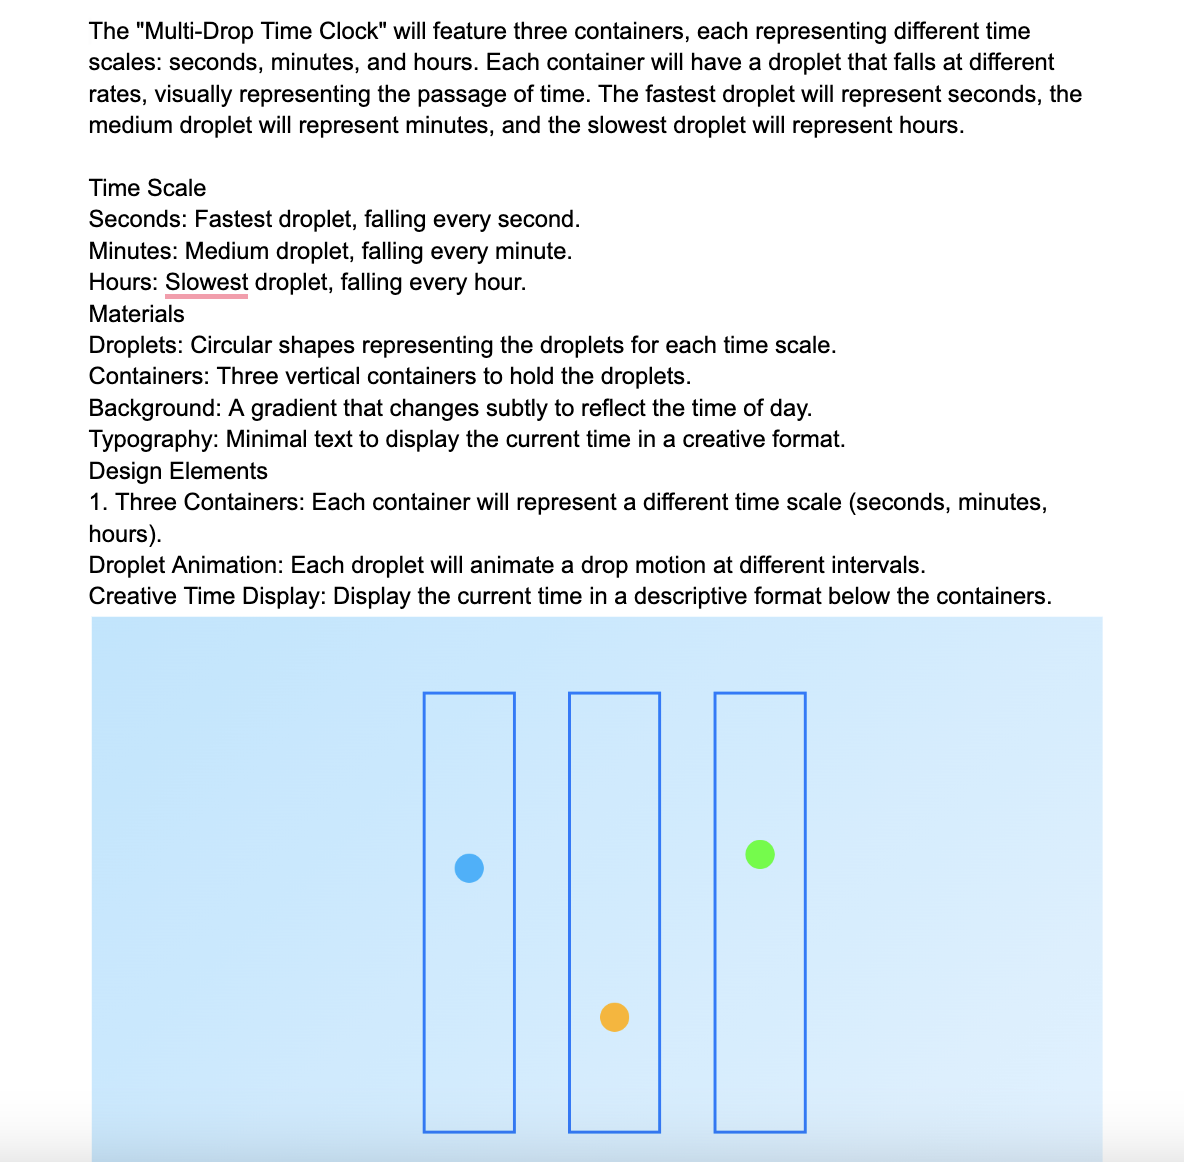 The "Multi-Drop Time Clock" will feature three containers, each representing different time
scales: seconds, minutes, and hours. Each container will have a droplet that falls at different
rates, visually representing the passage of time. The fastest droplet will represent seconds, the
medium droplet will represent minutes, and the slowest droplet will represent hours.
Time Scale
Seconds: Fastest droplet, falling every second.
Minutes: Medium droplet, falling every minute.
Hours: Slowest droplet, falling every hour.
Materials
Droplets: Circular shapes representing the droplets for each time scale.
Containers: Three vertical containers to hold the droplets.
Background: A gradient that changes subtly to reflect the time of day.
Typography: Minimal text to display the current time in a creative format.
Design Elements
1. Three Containers: Each container will represent a different time scale (seconds, minutes,
hours).
Droplet Animation: Each droplet will animate a drop motion at different intervals.
Creative Time Display: Display the current time in a descriptive format below the containers.